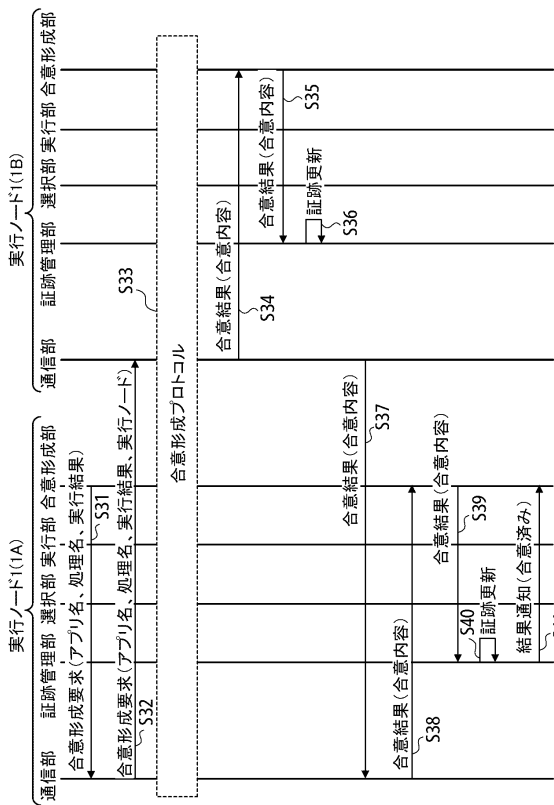 実行ノード1(1A)
通信部 証跡管理部 選択部 実行部 合意形成部
実行ノード1(1B)
通信部 証跡管理部 選択部 実行部 合意形成部
合意形成要求(アプリ名、処理名、実行結果)
S31
合意形成要求(アプリ名、処理名、実行結果、実行ノード)
S32
S33
合意形成プロトコル
合意結果(合意内容)
S34
合意結果(合意内容)
S35
証跡更新
S36
合意結果(合意内容)
S37
合意結果(合意内容)
S38
合意結果(合意内容)
S39
S40
証跡更新
結果通知(合意済み)